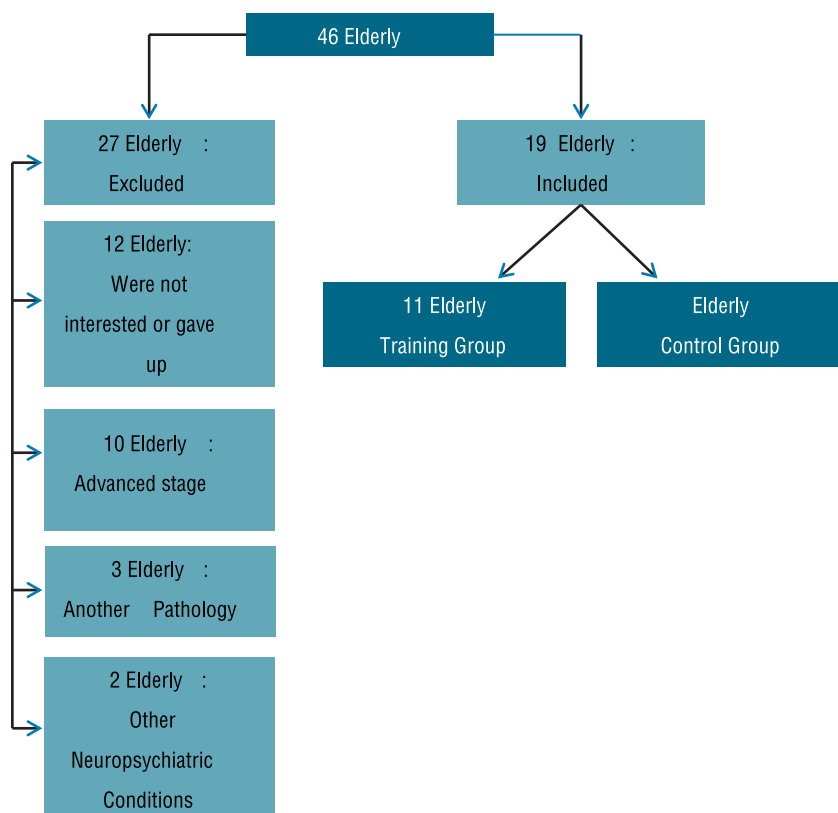 46 Elderly
27 Elderly :
Excluded
19 Elderly :
Included
12 Elderly:
Were not
interested or gave
up
11 Elderly
Training Group
Elderly
Control Group
10 Elderly :
Advanced stage
3 Elderly :
Another Pathology
2 Elderly :
Other
Neuropsychiatric
Conditions